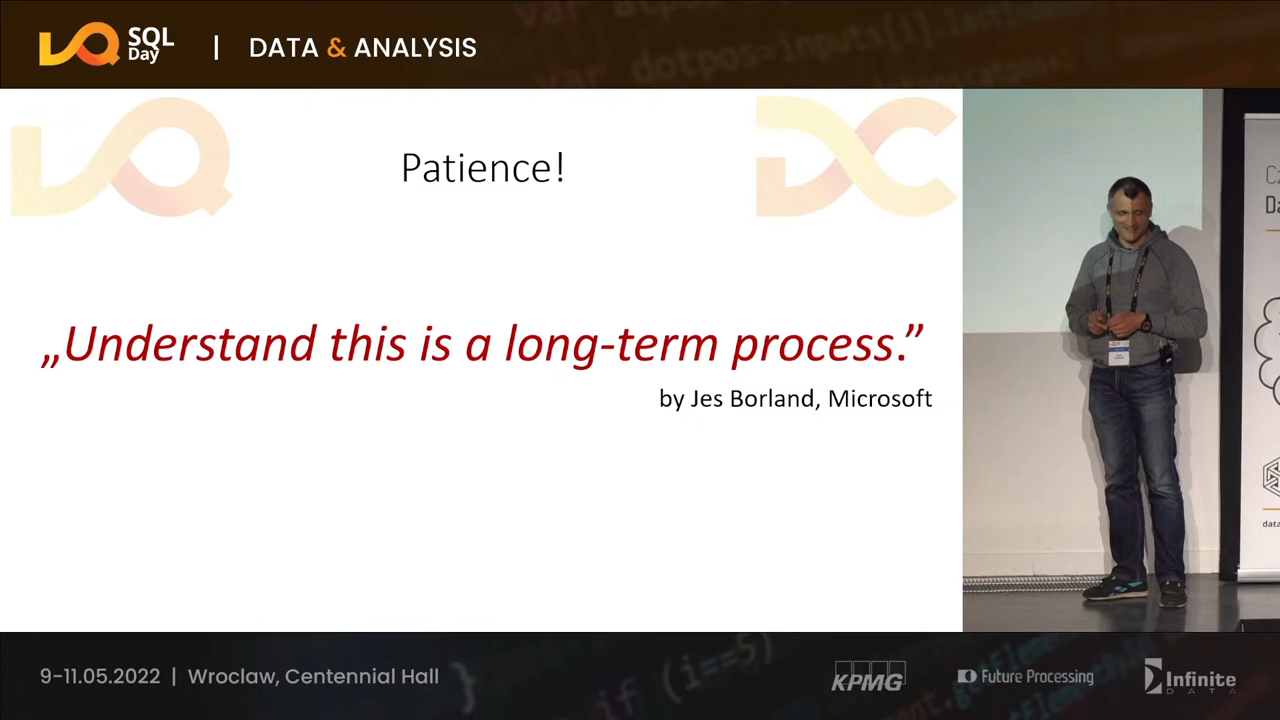 SQL
Day
| DATA & ANALYSIS
Patience!
„Understand this is a long-term process.”
by Jes Borland, Microsoft
data
9-11.05.2022 | Wroclaw, Centennial Hall
KPMG
Future Processing
Infinite
DATA